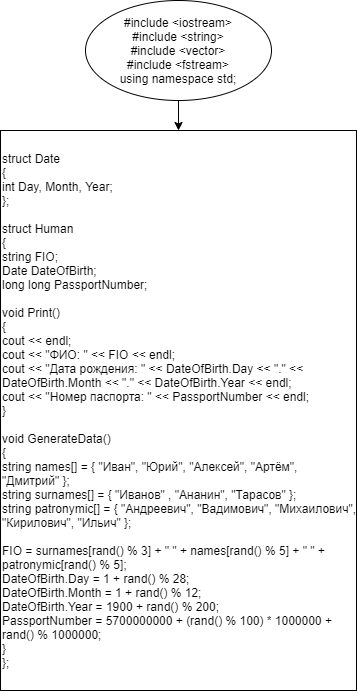 #include <iostream>
#include <string>
#include <vector>
#include <fstream>
using namespace std;
struct Date
{
int Day, Month, Year;
};
struct Human
{
string FIO;
Date DateOfBirth;
long long PassportNumber;
void Print()
{
cout << endl;
cout << "ФИО: " << FIO << endl;
cout << "Дата рождения: " << DateOfBirth.Day << "." <<
DateOfBirth.Month << "." << DateOfBirth.Year << endl;
cout << "Номер паспорта: " << PassportNumber << endl;
}
void GenerateData()
{
string names[] = { "Иван", "Юрий", "Алексей", "Артём",
"Дмитрий" };
string surnames[] = { "Иванов" , "Ананин", "Тарасов" };
string patronymic[] = { "Андреевич", "Вадимович", "Михаилович",
"Кирилович", "Ильич" };
FIO = surnames[rand() % 3] + " " + names[rand() % 5] + " " +
patronymic[rand() % 5];
DateOfBirth.Day = 1 + rand() % 28;
DateOfBirth.Month = 1 + rand() % 12;
DateOfBirth.Year = 1900 + rand() % 200;
PassportNumber = 5700000000 + (rand() % 100) * 1000000 +
rand() % 1000000;
}
};